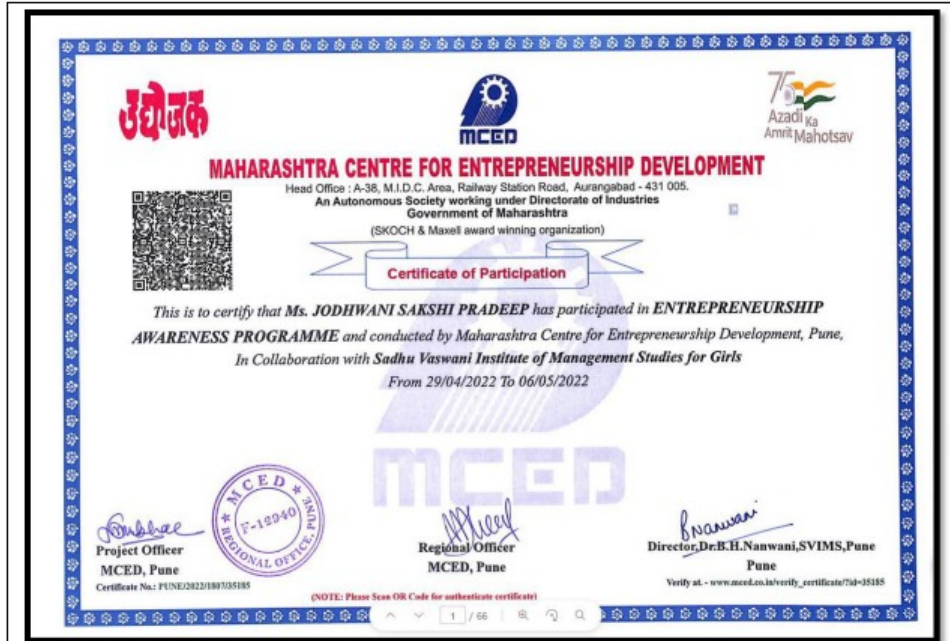 उद्योजक
MCED
75
Azadi Ka
Amrit Mahotsav
MAHARASHTRA CENTRE FOR ENTREPRENEURSHIP DEVELOPMENT
Head Office : A-38, M.I.D.C. Area, Railway Station Road, Aurangabad - 431 005.
An Autonomous Society working under Directorate of Industries
Government of Maharashtra
(SKOCH & Maxell award winning organization)
Certificate of Participation
This is to certify that Ms. JODHWANI SAKSHI PRADEEP has participated in ENTREPRENEURSHIP
AWARENESS PROGRAMME and conducted by Maharashtra Centre for Entrepreneurship Development, Pune,
In Collaboration with Sadhu Vaswani Institute of Management Studies for Girls
From 29/04/2022 To 06/05/2022
MCED
MCED
F-12940
REGIONAL OFFICE, PUNE
Bnanwani
Project Officer
MCED, Pune
Regional Officer
MCED, Pune
Director,Dr.B.H.Nanwani,SVIMS,Pune
Pune
Certificate No.: PUNE/2022/1807/35185
Verify at. - www.mced.co.in/verify_certificate/?id=35185
(NOTE: Please Scan QR Code for authenticate certificate)
1 / 66